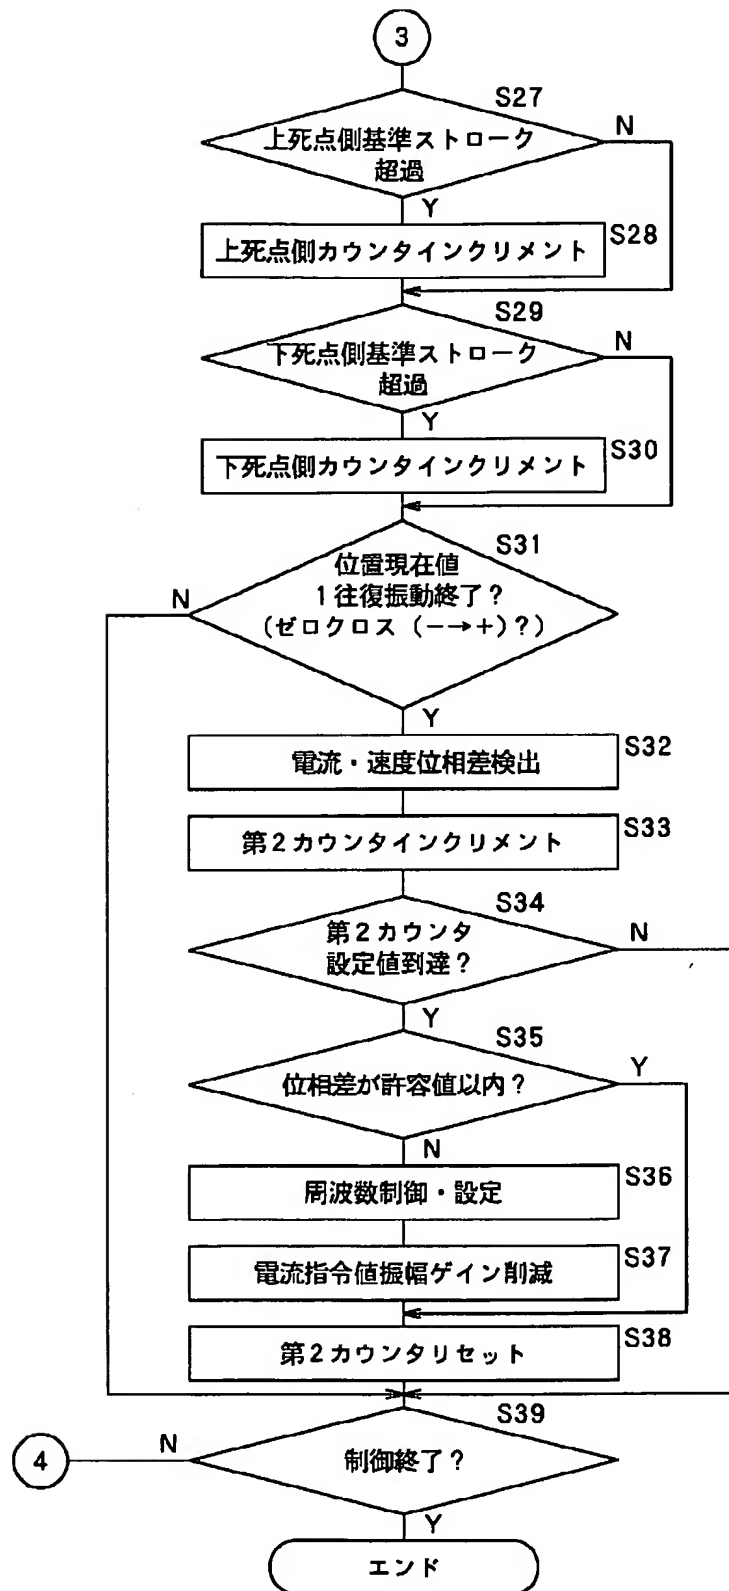 3
S27
上死点側基準ストローク
超過
N
Y
S28
上死点側カウンタインクリメント
S29
下死点側基準ストローク
超過
N
Y
S30
下死点側カウンタインクリメント
S31
位置現在値
1往復振動終了?
(ゼロクロス (−→+)?)
N
Y
S32
電流・速度位相差検出
S33
第2カウンタインクリメント
S34
第2カウンタ
設定値到達?
N
Y
S35
位相差が許容値以内?
Y
N
S36
周波数制御・設定
S37
電流指令値振幅ゲイン削減
S38
第2カウンタリセット
S39
制御終了?
N
4
Y
エンド